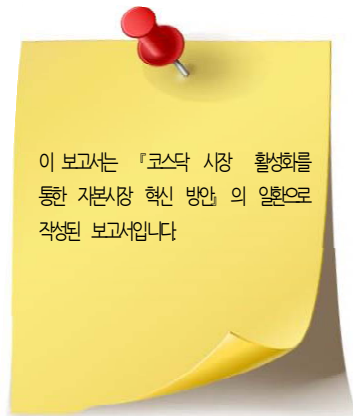 이 보고서는 『코스닥 시장 활성화를
통한 자본시장 혁신 방안』의 일환으로
작성된 보고서입니다.